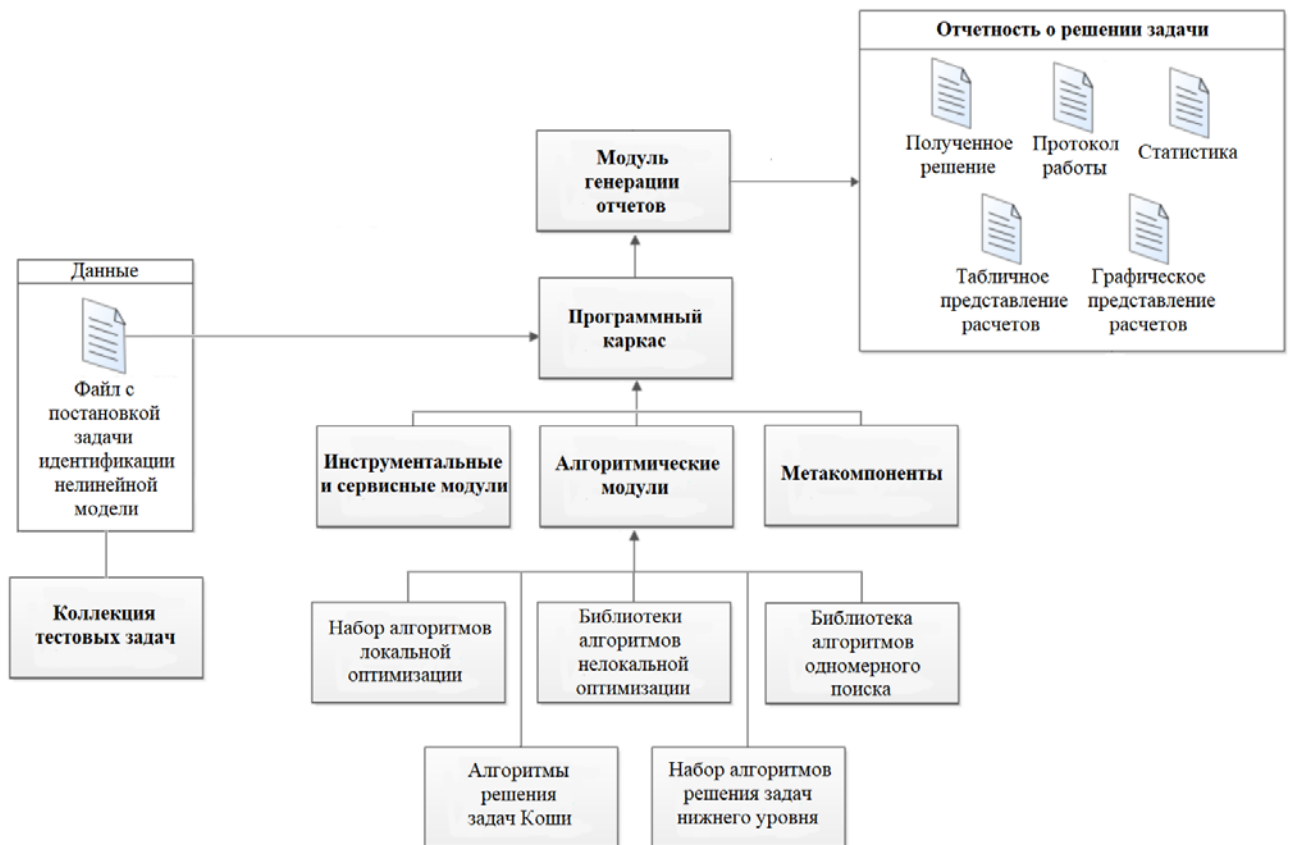 Отчетность о решении задачи
Полученное
решение
Протокол
работы
Статистика
Табличное
представление
расчетов
Графическое
представление
расчетов
Модуль
генерации
отчетов
Данные
Файл с
постановкой
задачи
идентификации
нелинейной
модели
Программный
каркас
Коллекция
тестовых задач
Инструментальные
и сервисные модули
Алгоритмические
модули
Метакомпоненты
Набор алгоритмов
локальной
оптимизации
Библиотеки
алгоритмов
нелокальной
оптимизации
Библиотека
алгоритмов
одномерного
поиска
Алгоритмы
решения
задач Коши
Набор алгоритмов
решения задач
нижнего уровня